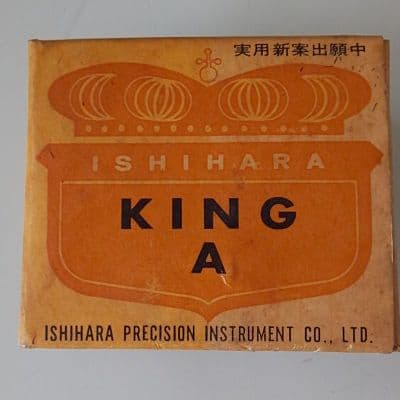 実用新案出願中
ISHIHARA
KING
A
ISHIHARA PRECISION INSTRUMENT CO., LTD.